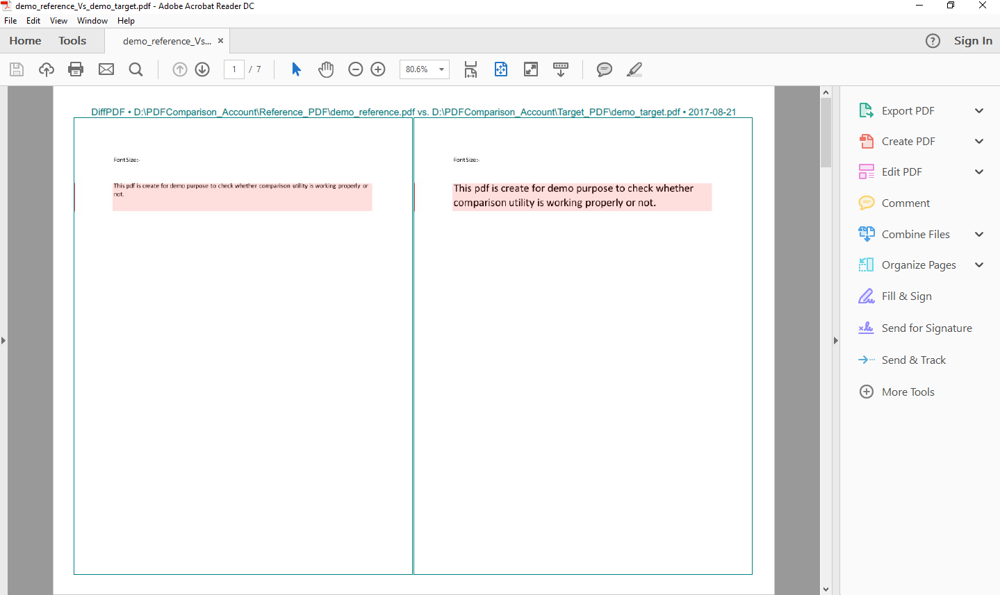 demo_reference_Vs_demo_target.pdf - Adobe Acrobat Reader DC
File Edit View Window Help
Home Tools demo_reference_Vs... × ? Sign In
1 / 7 80.6%
DiffPDF • D:\PDFComparison_Account\Reference_PDF\demo_reference.pdf vs. D:\PDFComparison_Account\Target_PDF\demo_target.pdf • 2017-08-21
Font Size:-
This pdf is create for demo purpose to check whether comparison utility is working properly or
not.
Font Size:-
This pdf is create for demo purpose to check whether
comparison utility is working properly or not.
Export PDF
Create PDF
Edit PDF
Comment
Combine Files
Organize Pages
Fill & Sign
Send for Signature
Send & Track
More Tools